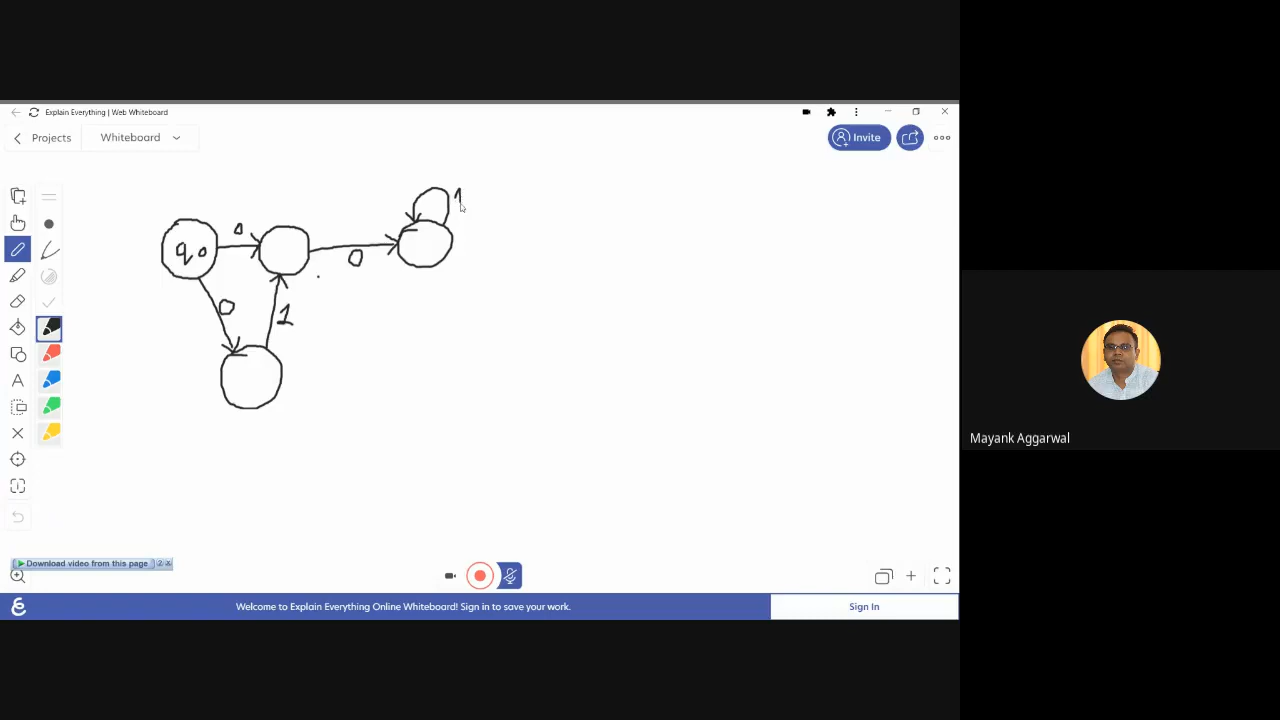 Explain Everything | Web Whiteboard
Projects
Whiteboard
Invite
1
0
q0
0
0
1
A
Mayank Aggarwal
Download video from this page
Welcome to Explain Everything Online Whiteboard! Sign in to save your work.
Sign In